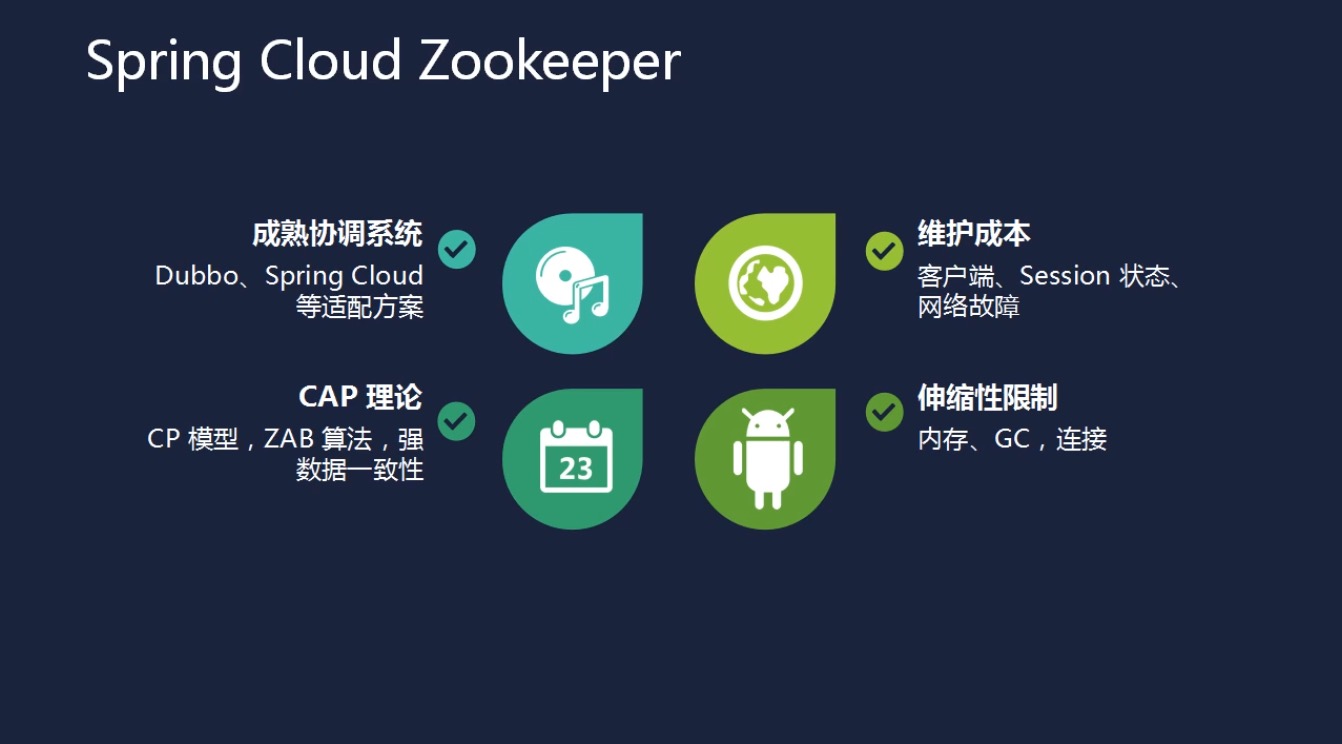 Spring Cloud Zookeeper
成熟协调系统
Dubbo、Spring Cloud
等适配方案
维护成本
客户端、Session 状态、
网络故障
CAP 理论
CP 模型，ZAB 算法，强
数据一致性
23
伸缩性限制
内存、GC，连接